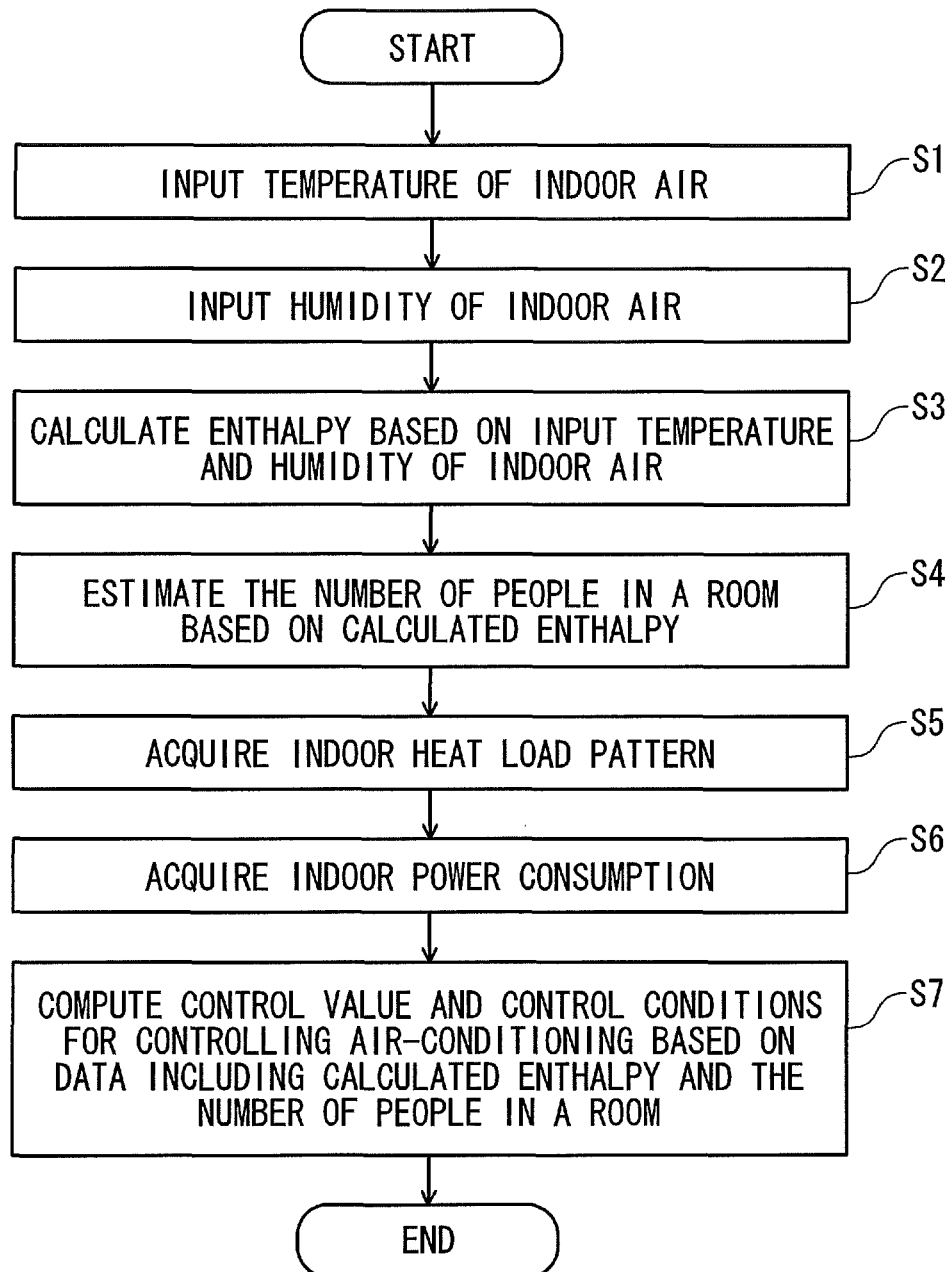 START
INPUT TEMPERATURE OF INDOOR AIR
S1
INPUT HUMIDITY OF INDOOR AIR
S2
CALCULATE ENTHALPY BASED ON INPUT TEMPERATURE
AND HUMIDITY OF INDOOR AIR
S3
ESTIMATE THE NUMBER OF PEOPLE IN A ROOM
BASED ON CALCULATED ENTHALPY
S4
ACQUIRE INDOOR HEAT LOAD PATTERN
S5
ACQUIRE INDOOR POWER CONSUMPTION
S6
COMPUTE CONTROL VALUE AND CONTROL CONDITIONS
FOR CONTROLLING AIR-CONDITIONING BASED ON
DATA INCLUDING CALCULATED ENTHALPY AND THE
NUMBER OF PEOPLE IN A ROOM
S7
END